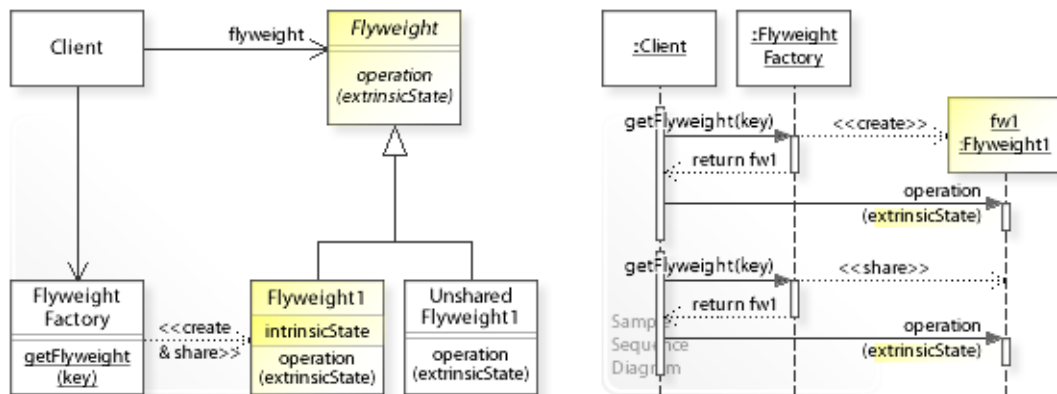 Client
flyweight
Flyweight
operation
(extrinsicState)
Flyweight
Factory
getFlyweight
(key)
<<create
& share>>
Flyweight1
intrinsicState
operation
(extrinsicState)
Unshared
Flyweight1
operation
(extrinsicState)
:Client
:Flyweight
Factory
getFlyweight(key)
<<create>>
fw1
:Flyweight1
return fw1
operation
(extrinsicState)
getFlyweight(key)
<<share>>
return fw1
operation
(extrinsicState)
Sample
Sequence
Diagram